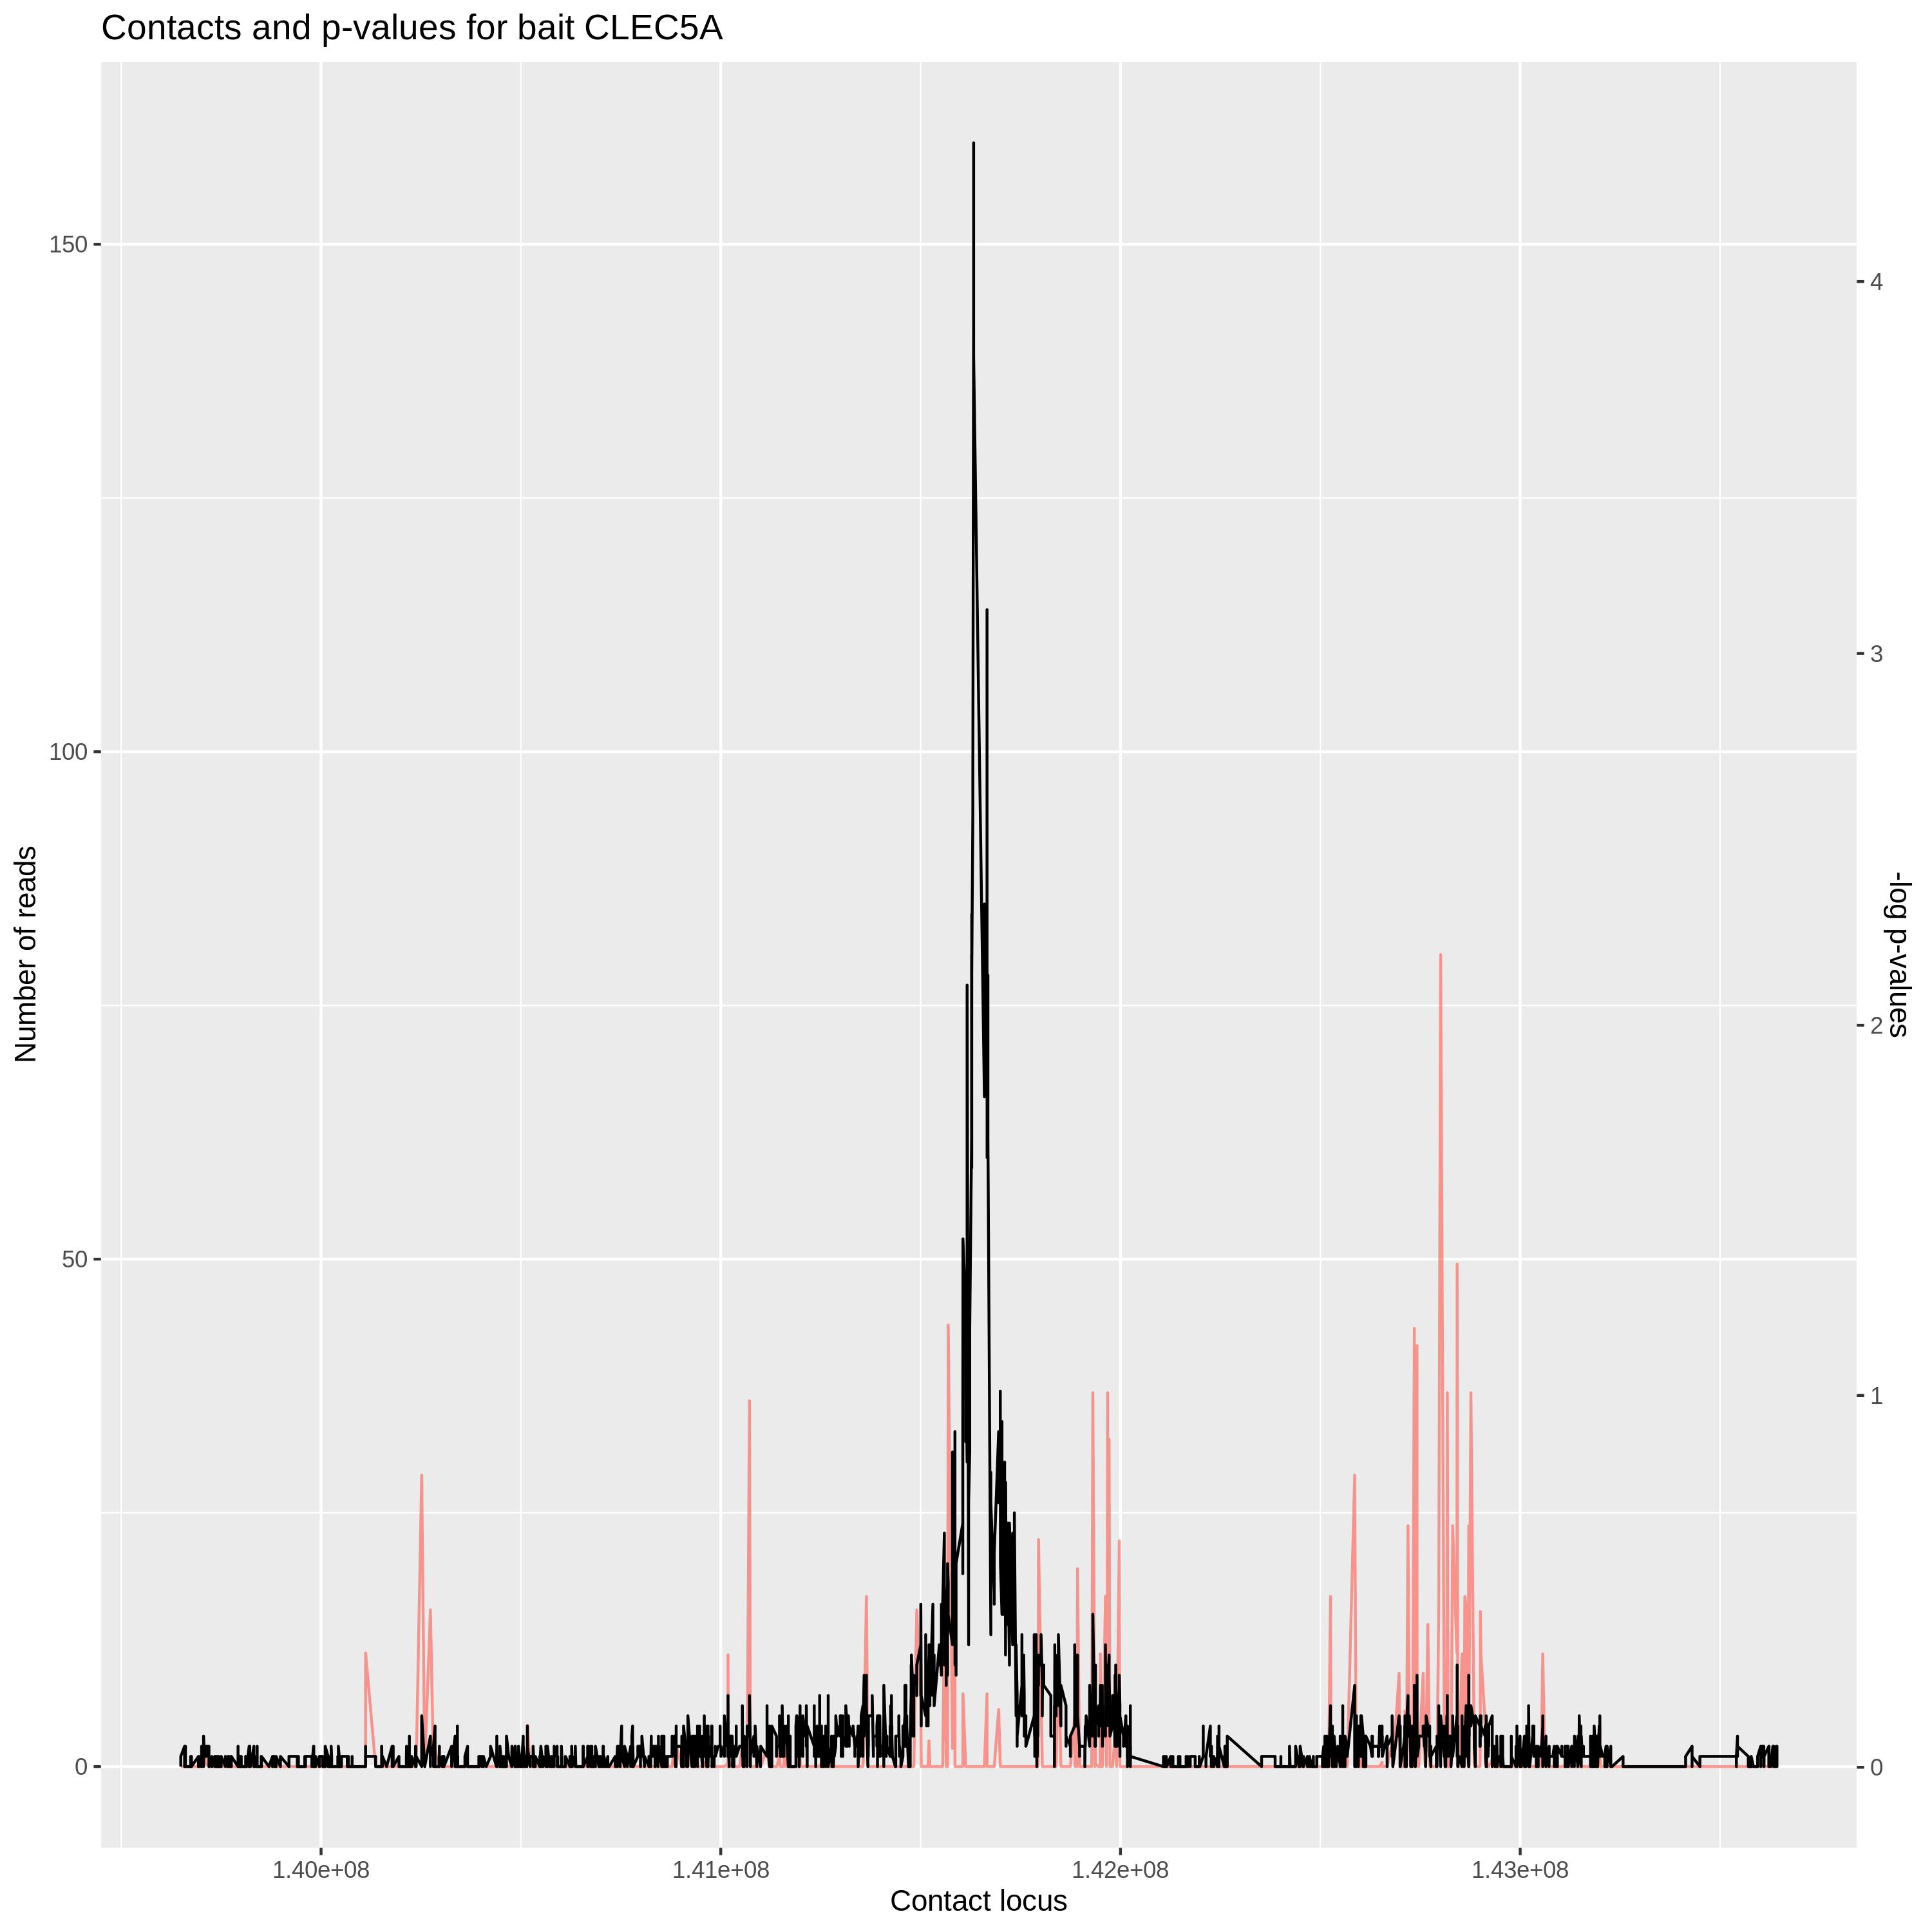 Contacts and p-values for bait CLEC5A
Number of reads
150
100
50
0
4
3
2
1
0
-log p-values
1.40e+08 1.41e+08 1.42e+08 1.43e+08
Contact locus